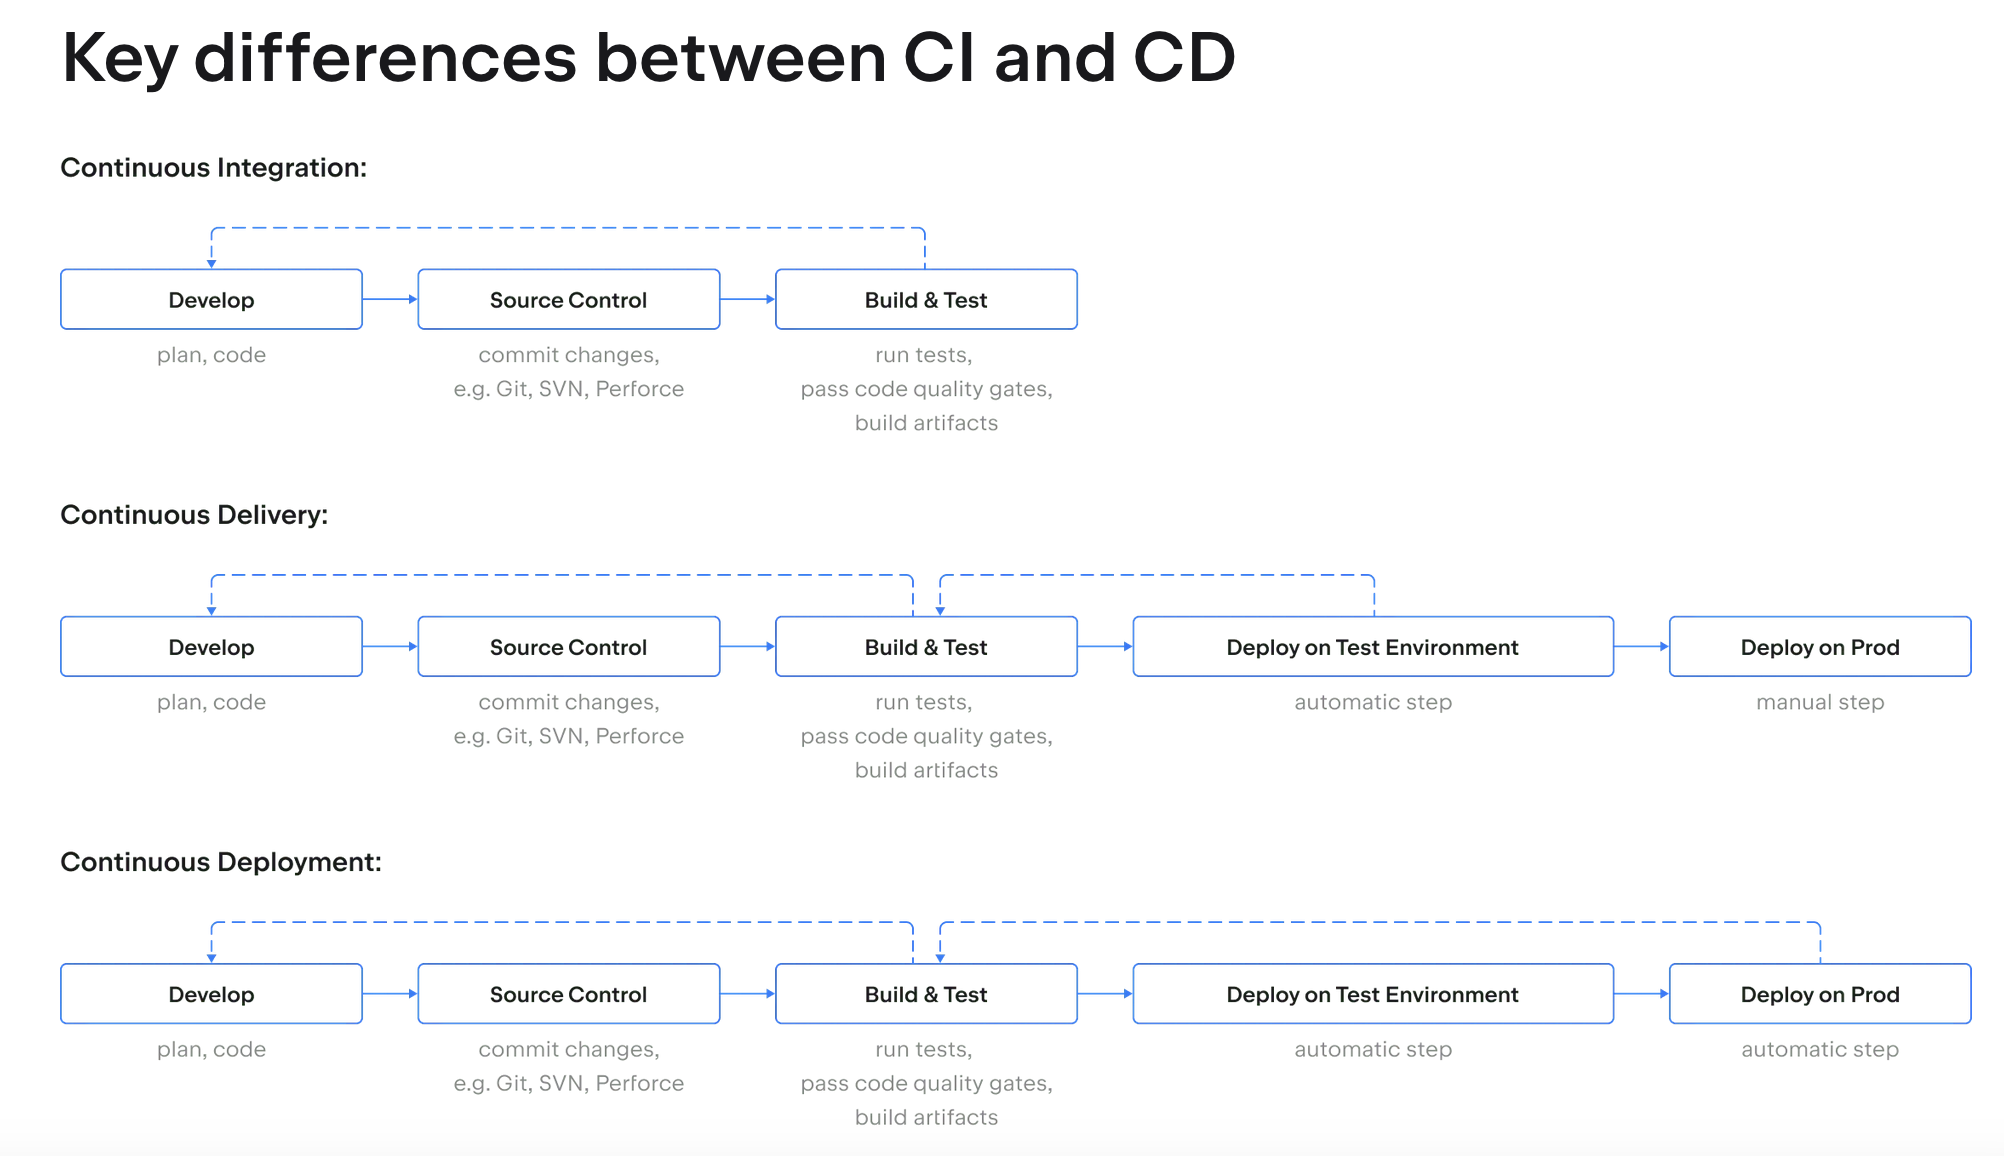 Key differences between CI and CD
Continuous Integration:
Develop
Source Control
Build & Test
plan, code
commit changes,
e.g. Git, SVN, Perforce
run tests,
pass code quality gates,
build artifacts
Continuous Delivery:
Develop
Source Control
Build & Test
Deploy on Test Environment
Deploy on Prod
plan, code
commit changes,
e.g. Git, SVN, Perforce
run tests,
pass code quality gates,
build artifacts
automatic step
manual step
Continuous Deployment:
Develop
Source Control
Build & Test
Deploy on Test Environment
Deploy on Prod
plan, code
commit changes,
e.g. Git, SVN, Perforce
run tests,
pass code quality gates,
build artifacts
automatic step
automatic step